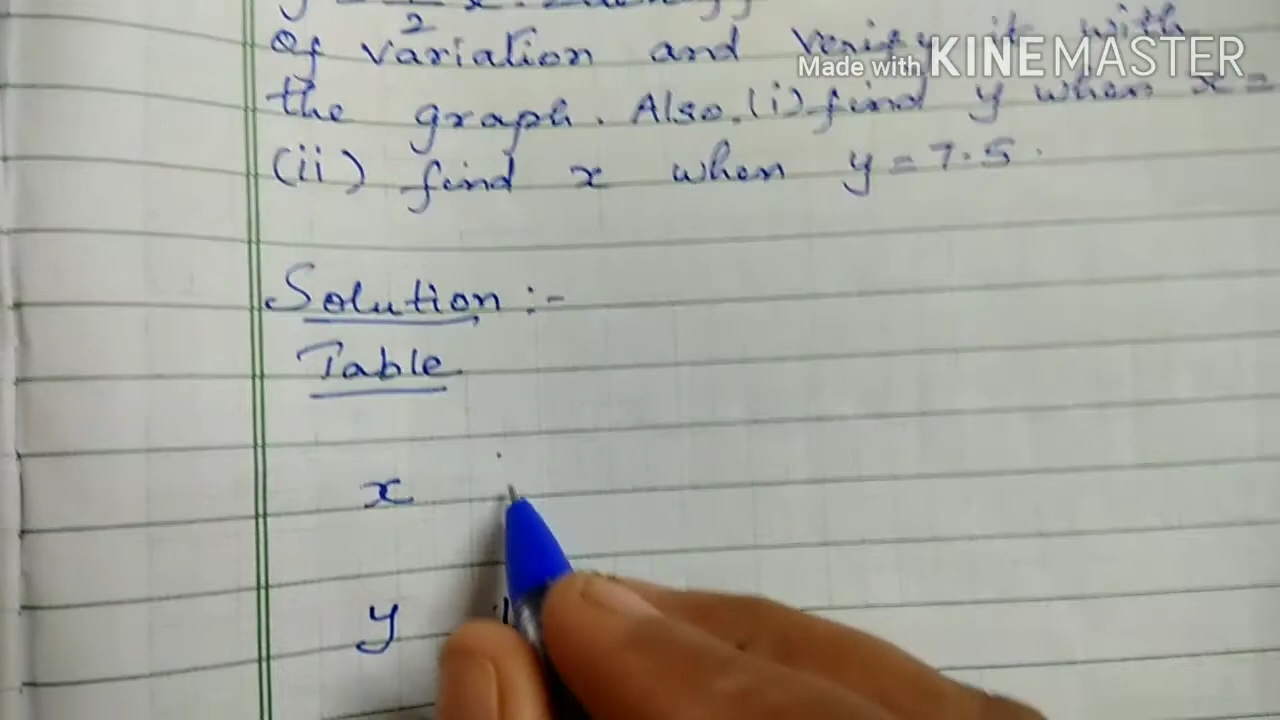 2 x.
of variation and verify it with
Made with KINEMASTER
the graph. Also, (i) find y when x =
(ii) find x when y = 7.5.
Solution :-
Table
x
y